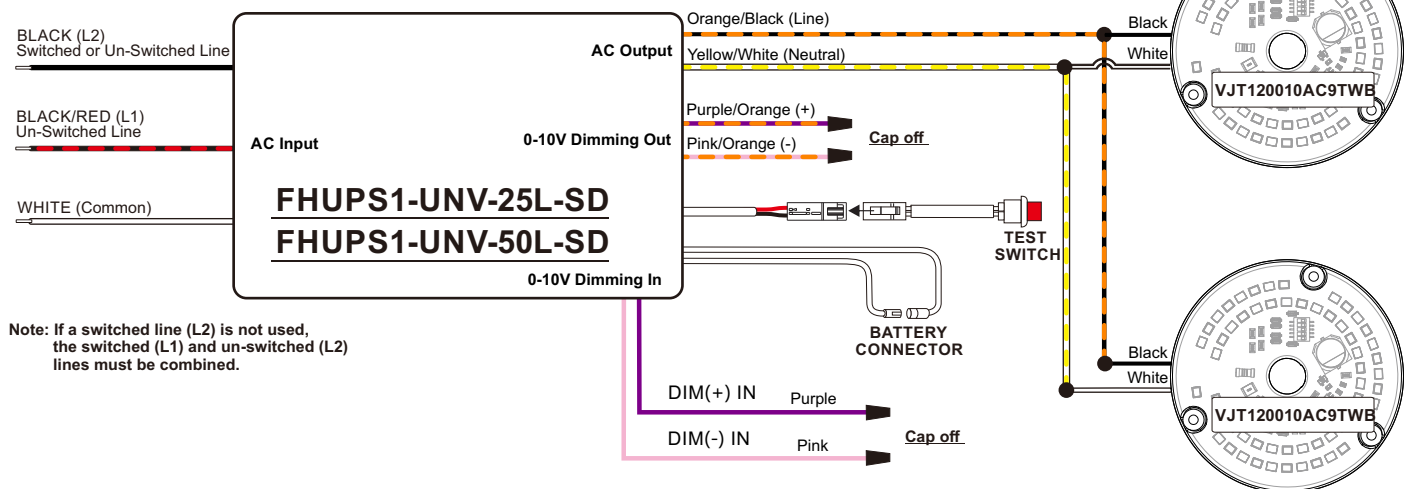 BLACK (L2)
Switched or Un-Switched Line
BLACK/RED (L1)
Un-Switched Line
WHITE (Common)
AC Input
AC Output
0-10V Dimming Out
FHUPS1-UNV-25L-SD
FHUPS1-UNV-50L-SD
0-10V Dimming In
Orange/Black (Line)
Yellow/White (Neutral)
Purple/Orange (+)
Pink/Orange (-)
Cap off
TEST
SWITCH
BATTERY
CONNECTOR
Black
White
VJT120010AC9TWB
Black
White
VJT120010AC9TWB
Note: If a switched line (L2) is not used,
the switched (L1) and un-switched (L2)
lines must be combined.
DIM(+) IN
Purple
DIM(-) IN
Pink
Cap off